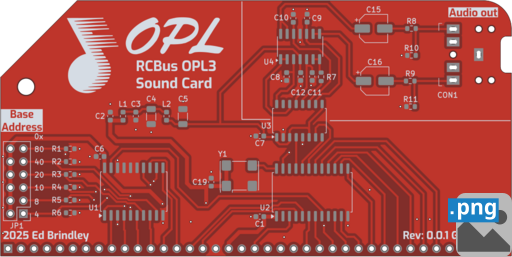 OPL
RCBus OPL3
Sound Card
Audio out
C10
C9
C15
R8
U4
R10
C8
R7
C12
C11
C16
R9
R11
CON1
Base
Address
0x
80
40
20
10
8
4
R1
R2
R3
R4
R5
R6
JP1
C2
L1
C3
C4
L2
C5
C6
U1
U3
C7
Y1
C19
U2
C1
2025 Ed Brindley
Rev: 0.0.1
.png